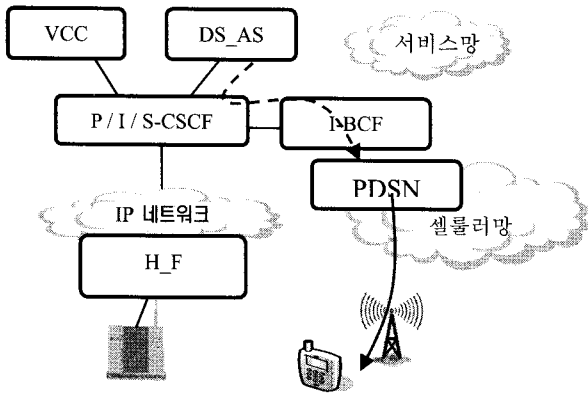 VCC
DS_AS
서비스망
P / I / S-CSCF
I-BCF
PDSN
IP 네트워크
셀룰러망
H_F